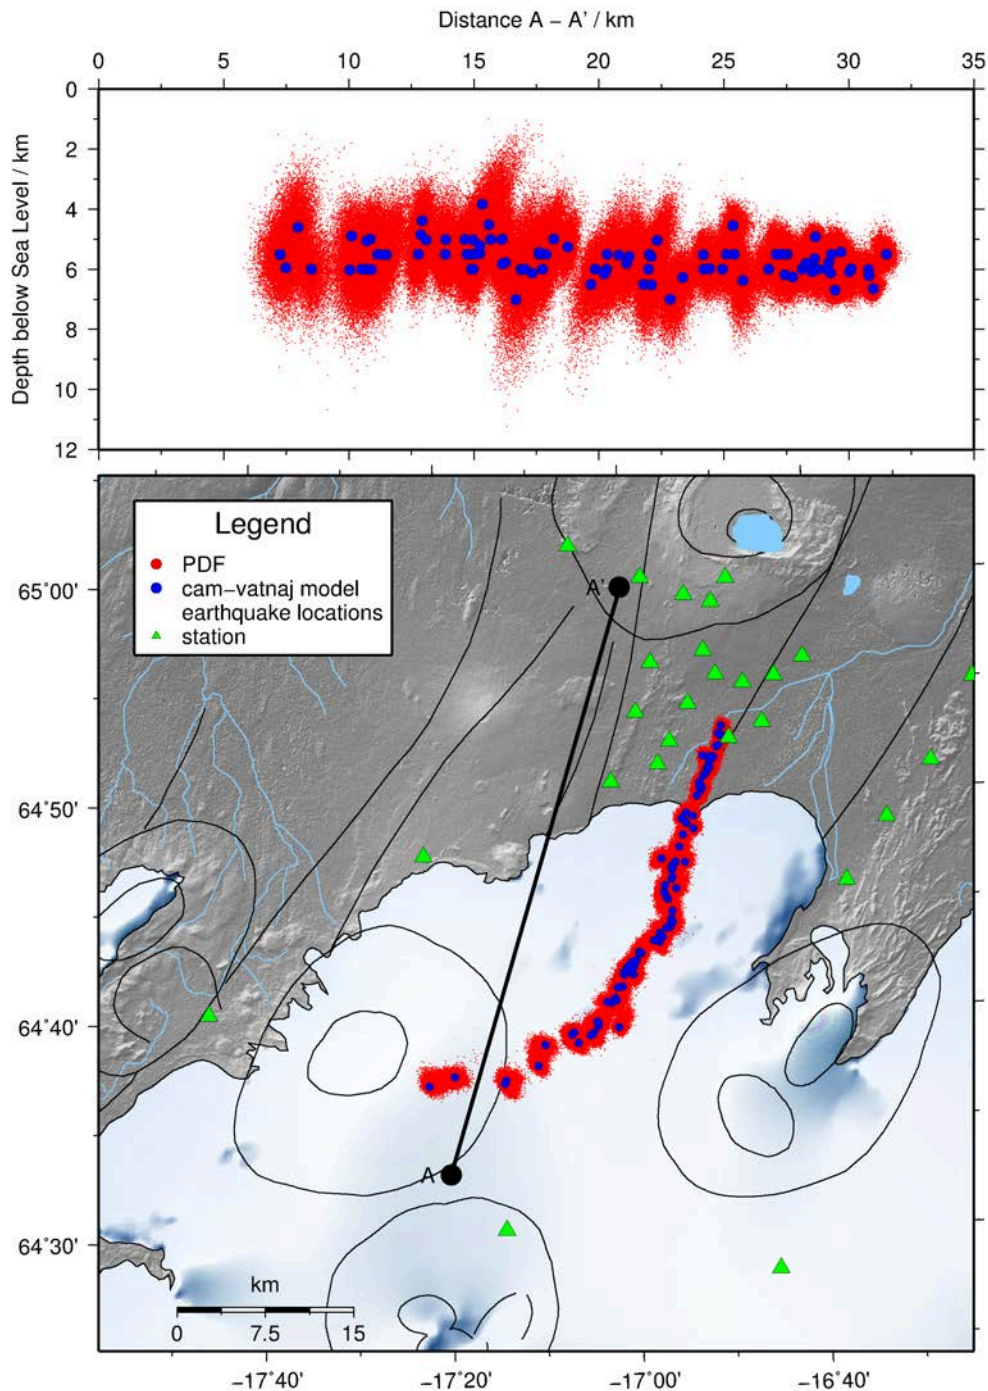 Distance A – A' / km
0 5 10 15 20 25 30 35
Depth below Sea Level / km
0
2
4
6
8
10
12
Legend
PDF
cam–vatnaj model
earthquake locations
station
A'
A
65°00'
64°50'
64°40'
64°30'
km
0 7.5 15
−17°40' −17°20' −17°00' −16°40'